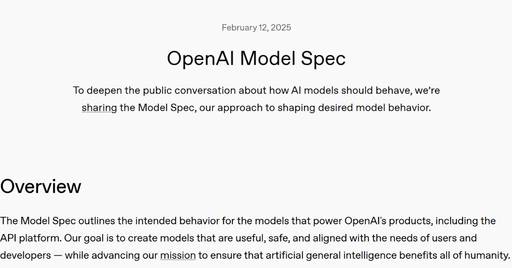 February 12, 2025
OpenAI Model Spec
To deepen the public conversation about how AI models should behave, we're
sharing the Model Spec, our approach to shaping desired model behavior.
Overview
The Model Spec outlines the intended behavior for the models that power OpenAI's products, including the
API platform. Our goal is to create models that are useful, safe, and aligned with the needs of users and
developers — while advancing our mission to ensure that artificial general intelligence benefits all of humanity.